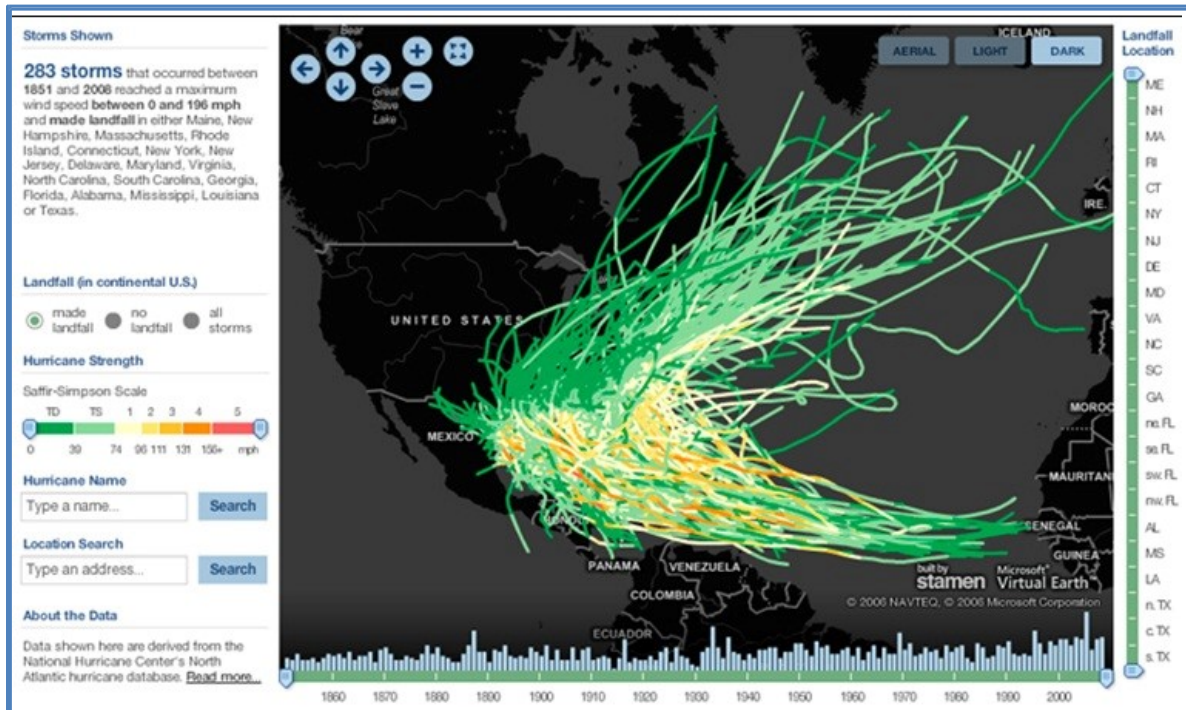 Storms Shown
283 storms that occurred between
1851 and 2008 reached a maximum
wind speed between 0 and 196 mph
and made landfall in either Maine, New
Hampshire, Massachusetts, Rhode
Island, Connecticut, New York, New
Jersey, Delaware, Maryland, Virginia,
North Carolina, South Carolina, Georgia,
Florida, Alabama, Mississippi, Louisiana
or Texas.
Landfall (in continental U.S.)
made landfall
no landfall
all storms
Hurricane Strength
Saffir-Simpson Scale
TD TS 1 2 3 4 5
0 39 74 96 111 131 156+ mph
Hurricane Name
Type a name... Search
Location Search
Type an address... Search
About the Data
Data shown here are derived from the
National Hurricane Center's North
Atlantic hurricane database. Read more...
Great
Slave
Lake
AERIAL LIGHT DARK
ICELAND
IRE.
UNITED STATES
MEXICO
MOROC
MAURITAN
SENEGAL
GUINEA
PANAMA
VENEZUELA
COLOMBIA
ECUADOR
built by
stamen
Microsoft®
Virtual Earth™
© 2006 NAVTEQ, © 2006 Microsoft Corporation
1860 1870 1880 1890 1900 1910 1920 1930 1940 1950 1960 1970 1980 1990 2000
Landfall
Location
ME
NH
MA
RI
CT
NY
NJ
DE
MD
VA
NC
SC
GA
ne. FL
se. FL
sw. FL
nw. FL
AL
MS
LA
n. TX
c. TX
s. TX